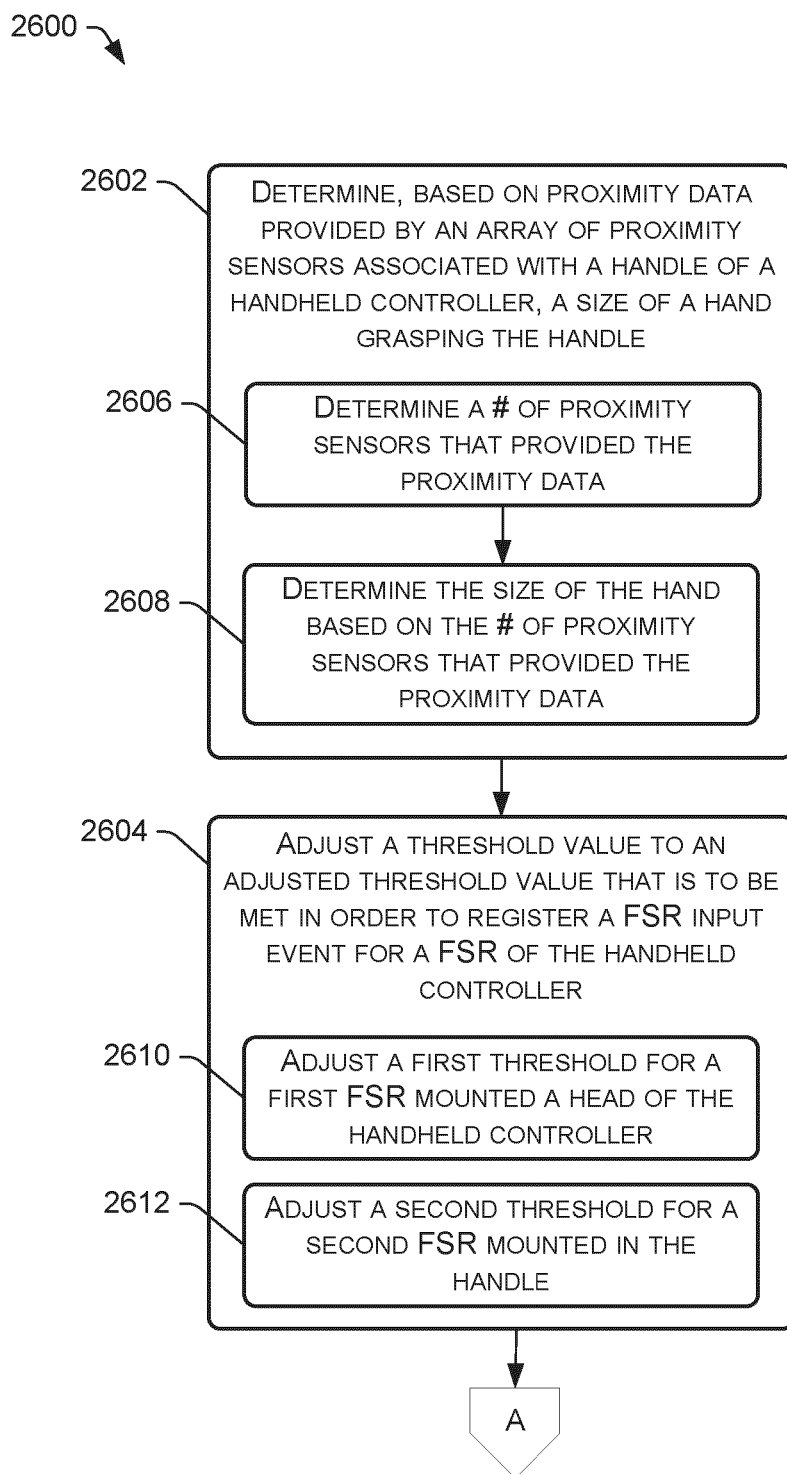 2600
2602
DETERMINE, BASED ON PROXIMITY DATA
PROVIDED BY AN ARRAY OF PROXIMITY
SENSORS ASSOCIATED WITH A HANDLE OF A
HANDHELD CONTROLLER, A SIZE OF A HAND
GRASPING THE HANDLE
2606
DETERMINE A # OF PROXIMITY
SENSORS THAT PROVIDED THE
PROXIMITY DATA
2608
DETERMINE THE SIZE OF THE HAND
BASED ON THE # OF PROXIMITY
SENSORS THAT PROVIDED THE
PROXIMITY DATA
2604
ADJUST A THRESHOLD VALUE TO AN
ADJUSTED THRESHOLD VALUE THAT IS TO BE
MET IN ORDER TO REGISTER A FSR INPUT
EVENT FOR A FSR OF THE HANDHELD
CONTROLLER
2610
ADJUST A FIRST THRESHOLD FOR A
FIRST FSR MOUNTED A HEAD OF THE
HANDHELD CONTROLLER
2612
ADJUST A SECOND THRESHOLD FOR A
SECOND FSR MOUNTED IN THE
HANDLE
A